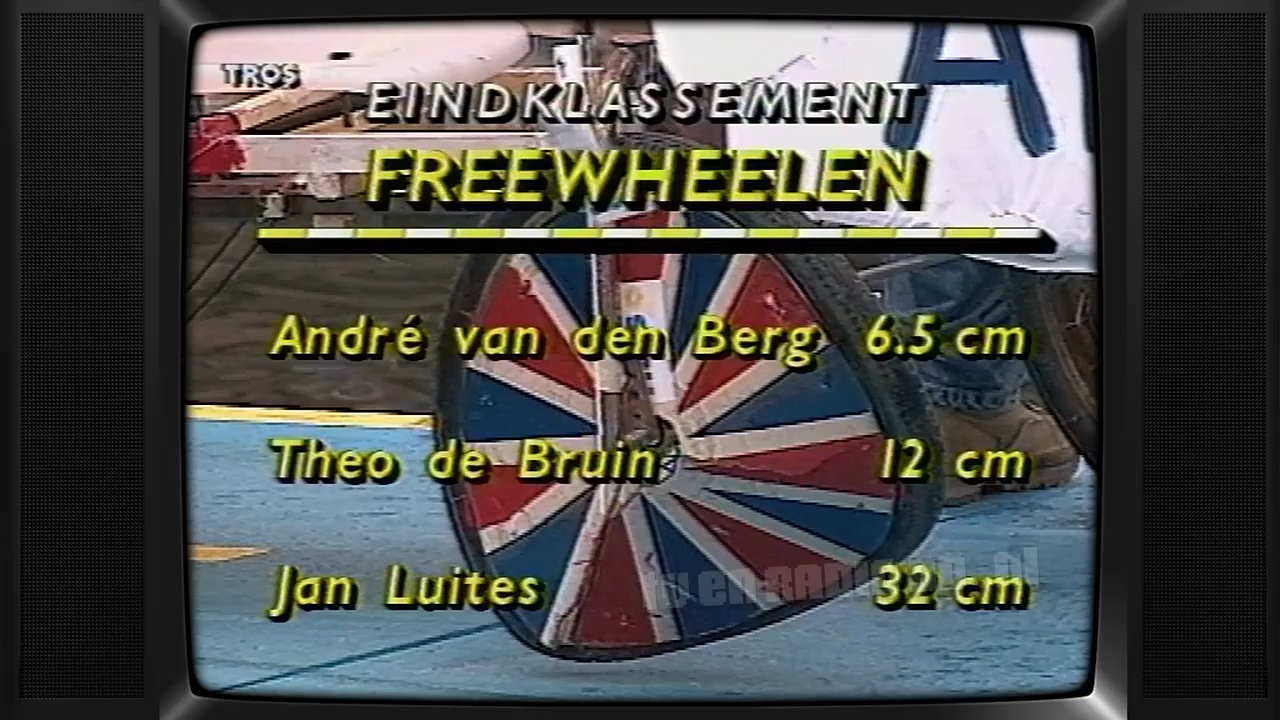 TROS
EINDKLASSEMENT
FREEWHEELEN
André van den Berg 6.5 cm
Theo de Bruin 12 cm
Jan Luites 32 cm
A